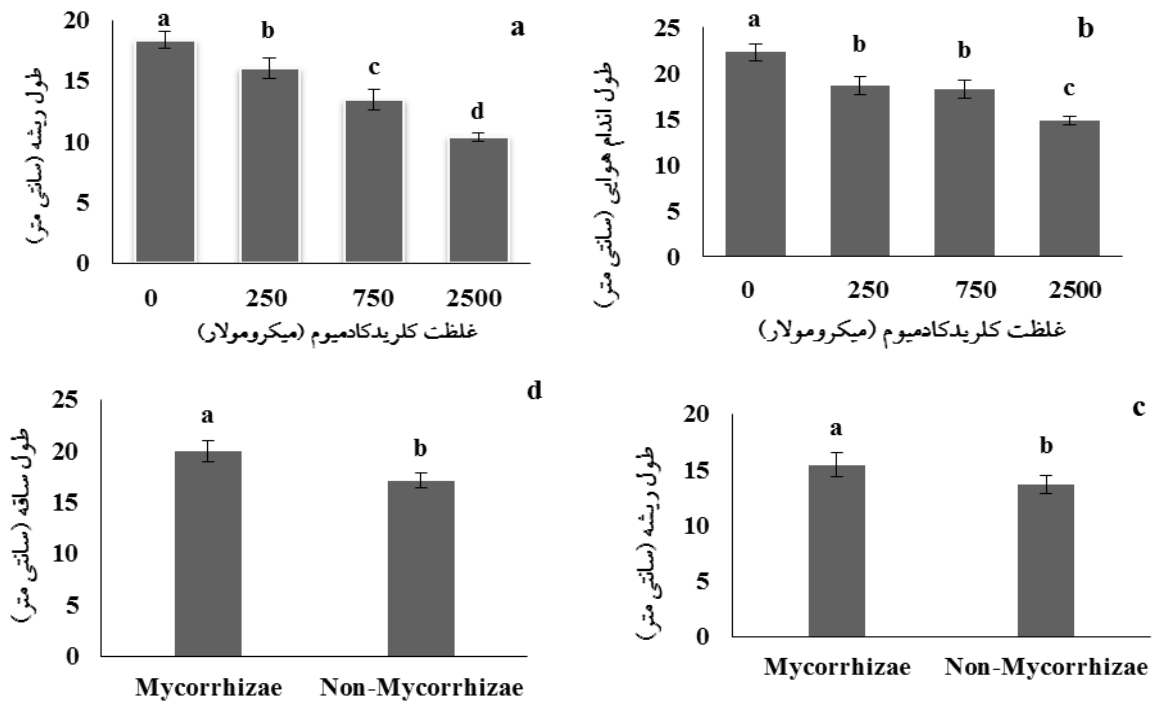 a
طول ریشه (سانتی متر)
20
15
10
5
0
a
b
c
d
0 250 750 2500
غلظت کلریدکادمیوم (میکرومولار)
b
طول اندام هوایی (سانتی متر)
25
20
15
10
5
0
a
b
b
c
0 250 750 2500
غلظت کلریدکادمیوم (میکرومولار)
d
طول ساقه (سانتی متر)
25
20
15
10
5
0
a
b
Mycorrhizae Non-Mycorrhizae
c
طول ریشه (سانتی متر)
20
15
10
5
0
a
b
Mycorrhizae Non-Mycorrhizae